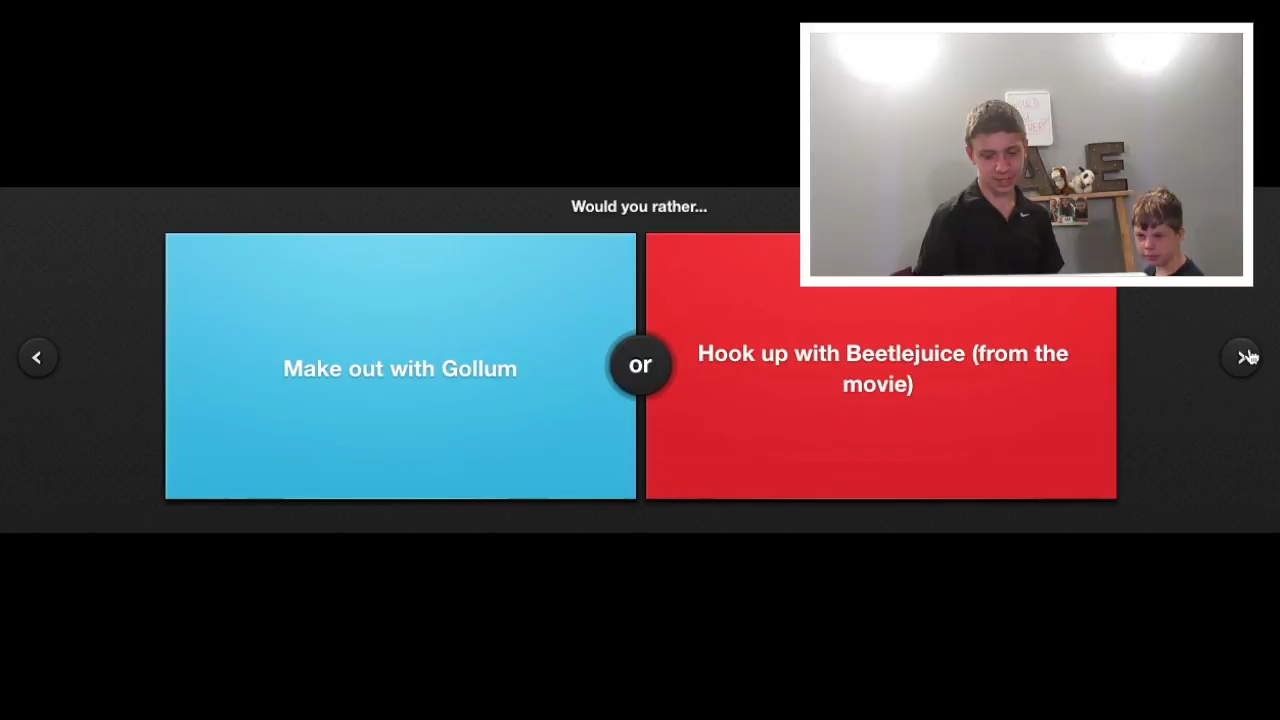 Would you rather...
Make out with Gollum
or
Hook up with Beetlejuice (from the
movie)
A E